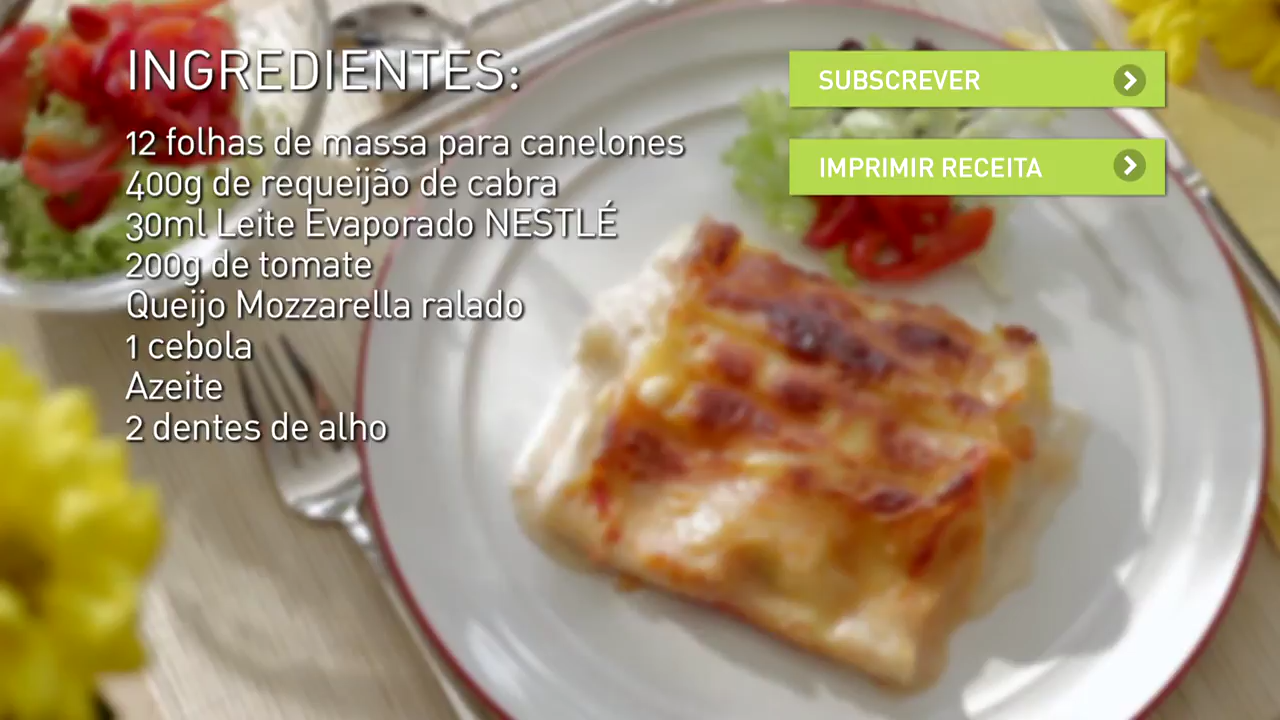 INGREDIENTES:
12 folhas de massa para canelones
400g de requeijão de cabra
30ml Leite Evaporado NESTLÉ
200g de tomate
Queijo Mozzarella ralado
1 cebola
Azeite
2 dentes de alho
SUBSCREVER
IMPRIMIR RECEITA